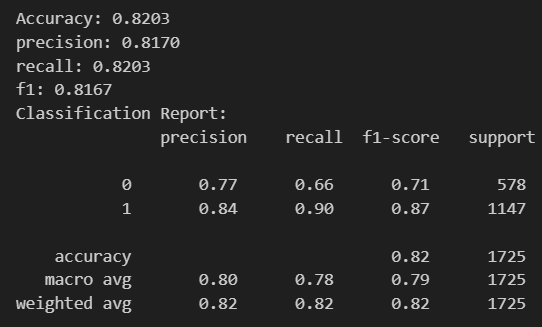 Accuracy: 0.8203
precision: 0.8170
recall: 0.8203
f1: 0.8167
Classification Report:
precision recall f1-score support
0 0.77 0.66 0.71 578
1 0.84 0.90 0.87 1147
accuracy 0.82 1725
macro avg 0.80 0.78 0.79 1725
weighted avg 0.82 0.82 0.82 1725